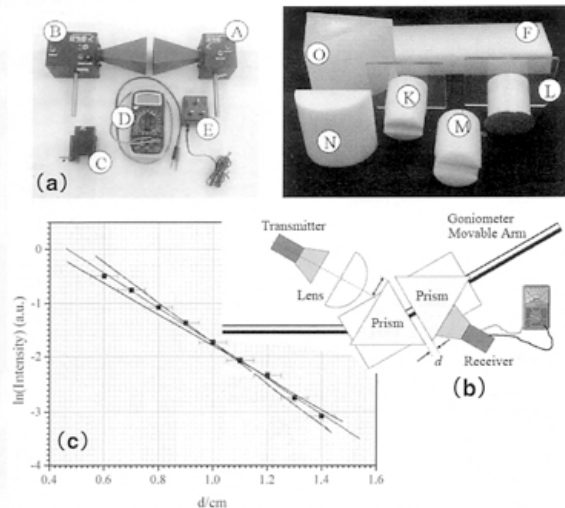 B
A
D
E
C
(a)
O
F
K
L
N
M
Transmitter
Goniometer
Movable Arm
Lens
Prism
Prism
d
Receiver
(b)
ln(Intensity) (a.u.)
0
-1
-2
-3
-4
(c)
0.4 0.6 0.8 1.0 1.2 1.4 1.6
d/cm